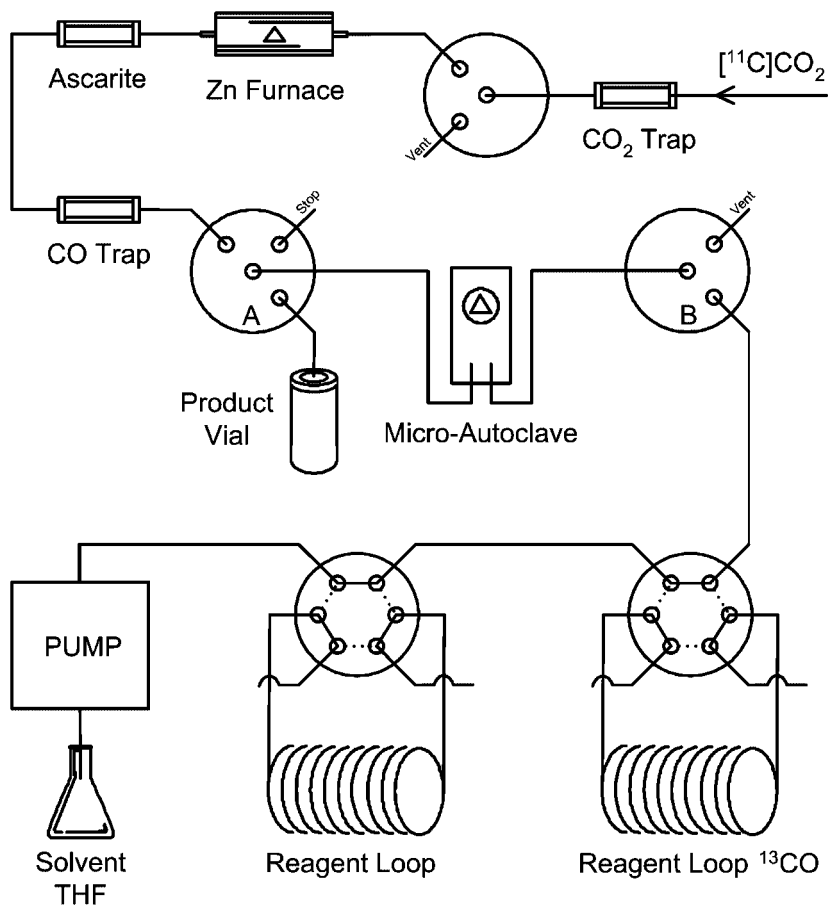 [¹¹C]CO₂
Ascarite
Zn Furnace
CO₂ Trap
Vent
CO Trap
Stop
Vent
A
B
Product
Vial
Micro-Autoclave
PUMP
Solvent
THF
Reagent Loop
Reagent Loop ¹³CO